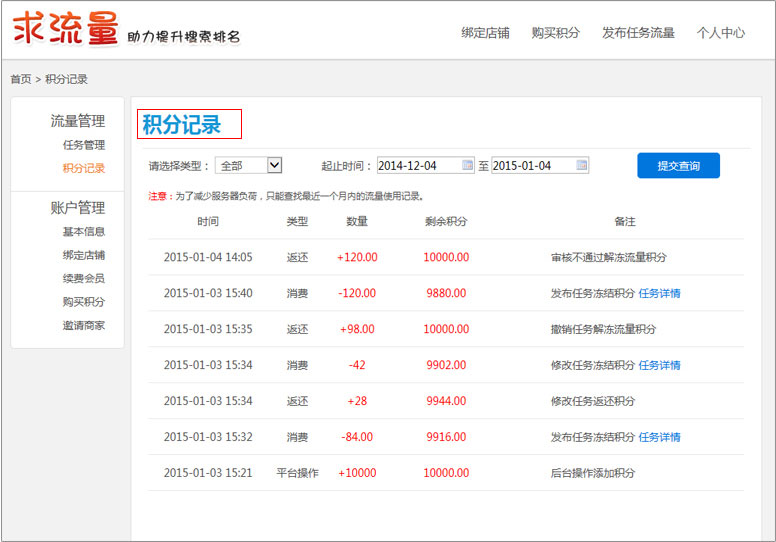 求流量 助力提升搜索排名
绑定店铺 购买积分 发布任务流量 个人中心
首页 > 积分记录
流量管理
任务管理
积分记录
账户管理
基本信息
绑定店铺
续费会员
购买积分
邀请商家
积分记录
请选择类型： 全部 起止时间： 2014-12-04 至 2015-01-04 提交查询
注意：为了减少服务器负荷，只能查找最近一个月内的流量使用记录。
时间 类型 数量 剩余积分 备注
2015-01-04 14:05 返还 +120.00 10000.00 审核不通过解冻流量积分
2015-01-03 15:40 消费 -120.00 9880.00 发布任务冻结积分 任务详情
2015-01-03 15:35 返还 +98.00 10000.00 撤销任务解冻流量积分
2015-01-03 15:34 消费 -42 9902.00 修改任务冻结积分 任务详情
2015-01-03 15:34 返还 +28 9944.00 修改任务返还积分
2015-01-03 15:32 消费 -84.00 9916.00 发布任务冻结积分 任务详情
2015-01-03 15:21 平台操作 +10000 10000.00 后台操作添加积分